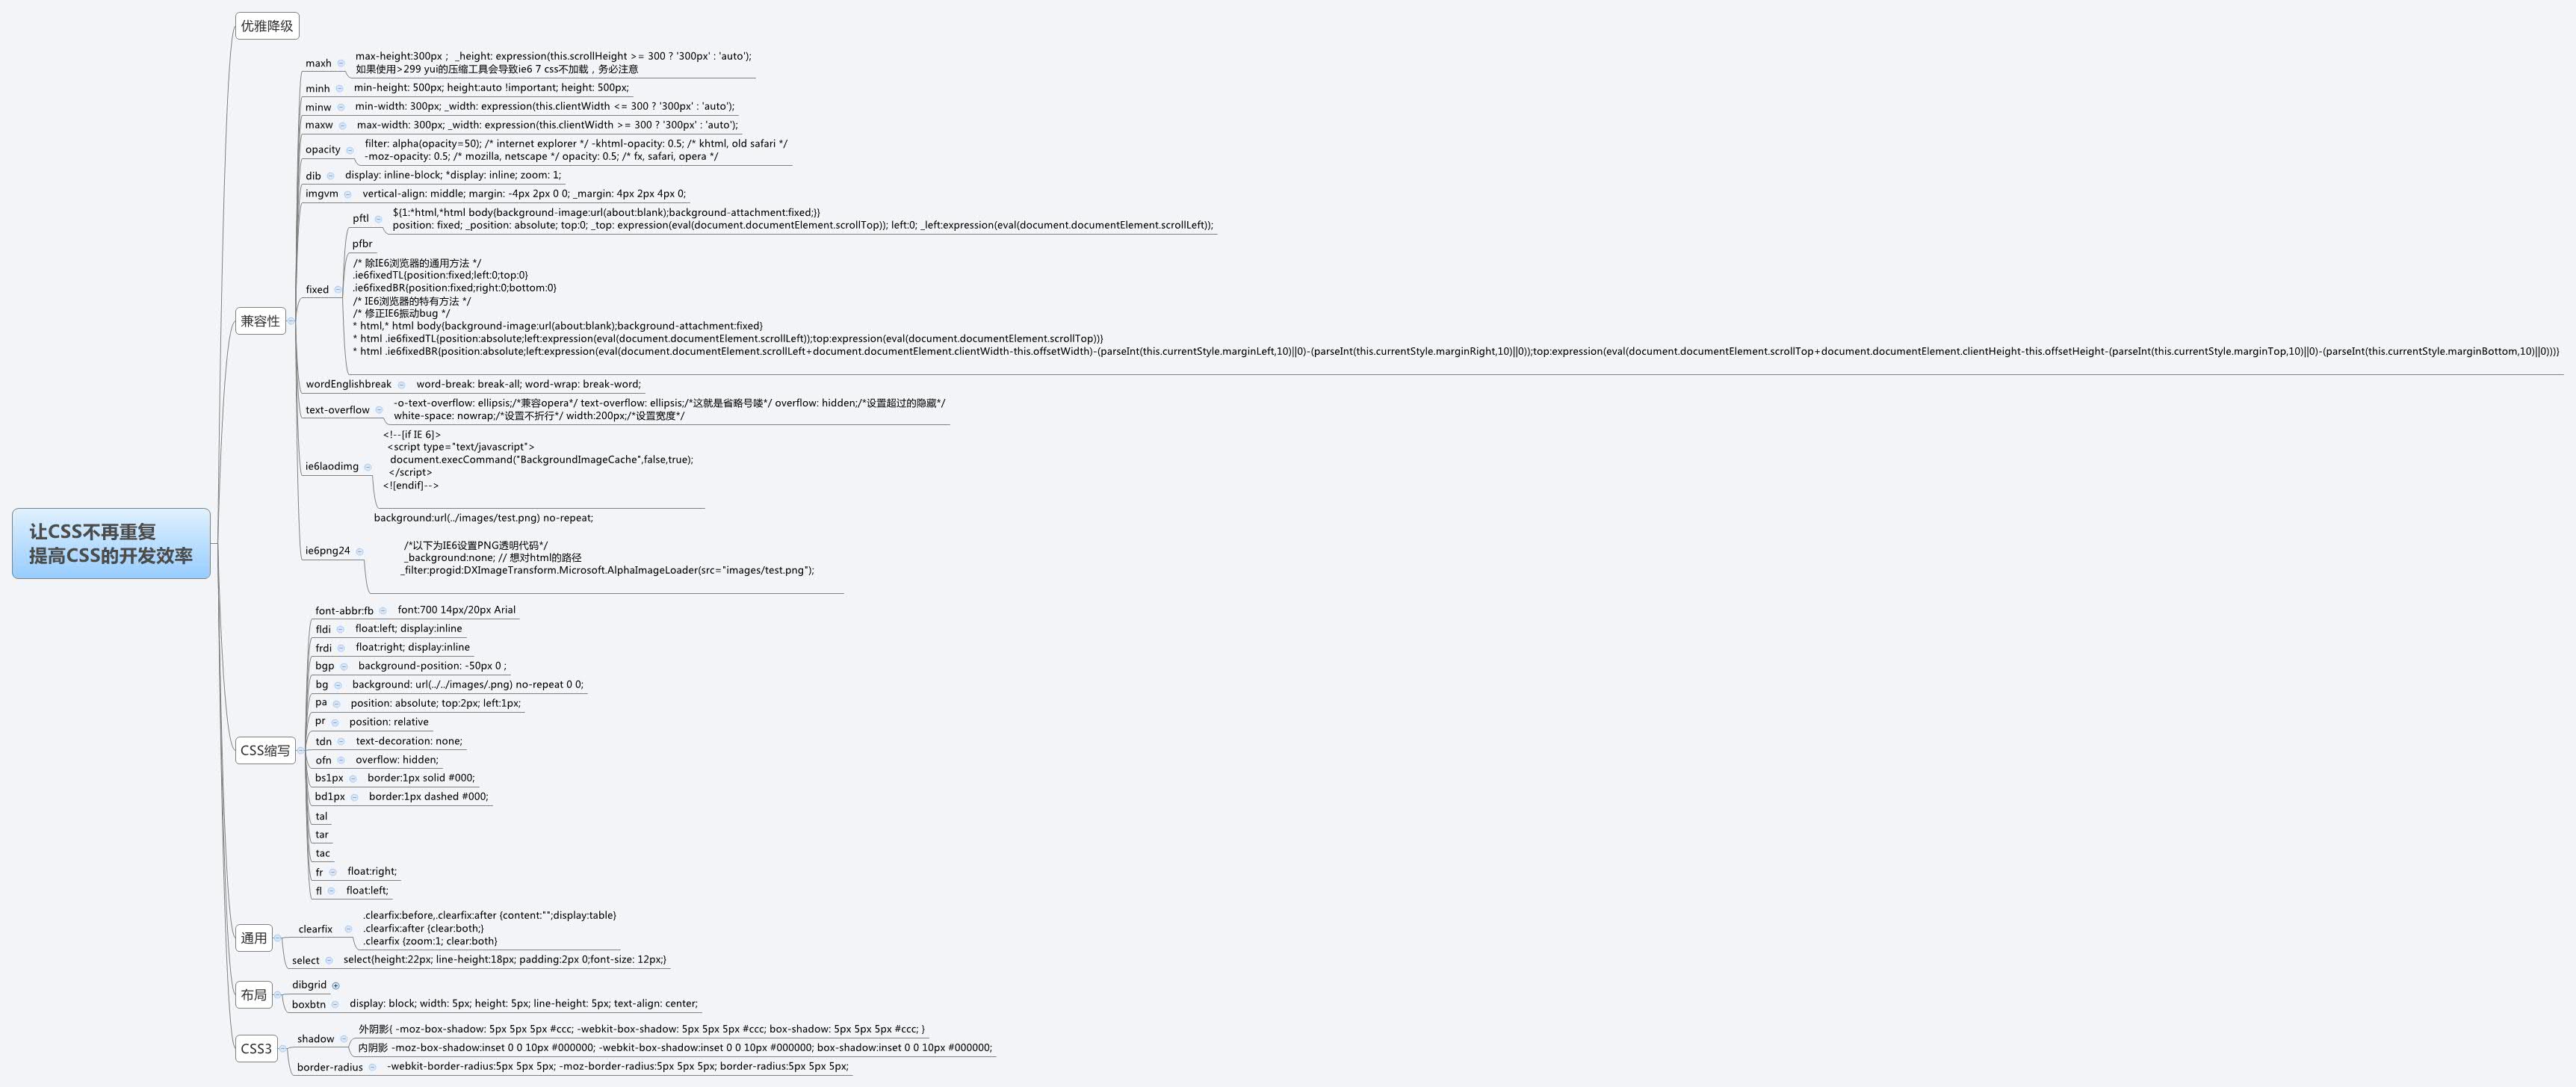 让CSS不再重复
提高CSS的开发效率
优雅降级
兼容性
maxh
max-height:300px ;  _height: expression(this.scrollHeight >= 300 ? '300px' : 'auto');
如果使用>299 yui的压缩工具会导致ie6 7 css不加载，务必注意
minh
min-height: 500px; height:auto !important; height: 500px;
minw
min-width: 300px; _width: expression(this.clientWidth <= 300 ? '300px' : 'auto');
maxw
max-width: 300px; _width: expression(this.clientWidth >= 300 ? '300px' : 'auto');
opacity
filter: alpha(opacity=50); /* internet explorer */ -khtml-opacity: 0.5; /* khtml, old safari */
-moz-opacity: 0.5; /* mozilla, netscape */ opacity: 0.5; /* fx, safari, opera */
dib
display: inline-block; *display: inline; zoom: 1;
imgvm
vertical-align: middle; margin: -4px 2px 0 0; _margin: 4px 2px 4px 0;
fixed
pftl
${1:*html,*html body{background-image:url(about:blank);background-attachment:fixed;}}
position: fixed; _position: absolute; top:0; _top: expression(eval(document.documentElement.scrollTop)); left:0; _left:expression(eval(document.documentElement.scrollLeft));
pfbr
/* 除IE6浏览器的通用方法 */
.ie6fixedTL{position:fixed;left:0;top:0}
.ie6fixedBR{position:fixed;right:0;bottom:0}
/* IE6浏览器的特有方法 */
/* 修正IE6振动bug */
* html,* html body{background-image:url(about:blank);background-attachment:fixed}
* html .ie6fixedTL{position:absolute;left:expression(eval(document.documentElement.scrollLeft));top:expression(eval(document.documentElement.scrollTop))}
* html .ie6fixedBR{position:absolute;left:expression(eval(document.documentElement.scrollLeft+document.documentElement.clientWidth-this.offsetWidth)-(parseInt(this.currentStyle.marginLeft,10)||0)-(parseInt(this.currentStyle.marginRight,10)||0));top:expression(eval(document.documentElement.scrollTop+document.documentElement.clientHeight-this.offsetHeight-(parseInt(this.currentStyle.marginTop,10)||0)-(parseInt(this.currentStyle.marginBottom,10)||0)))}
wordEnglishbreak
word-break: break-all; word-wrap: break-word;
text-overflow
-o-text-overflow: ellipsis;/*兼容opera*/ text-overflow: ellipsis;/*这就是省略号喽*/ overflow: hidden;/*设置超过的隐藏*/
white-space: nowrap;/*设置不折行*/ width:200px;/*设置宽度*/
ie6laodimg
<!--[if IE 6]>
<script type="text/javascript">
document.execCommand("BackgroundImageCache",false,true);
</script>
<![endif]-->
ie6png24
background:url(../images/test.png) no-repeat;
/*以下为IE6设置PNG透明代码*/
_background:none; // 想对html的路径
_filter:progid:DXImageTransform.Microsoft.AlphaImageLoader(src="images/test.png");
CSS缩写
font-abbr:fb
font:700 14px/20px Arial
fldi
float:left; display:inline
frdi
float:right; display:inline
bgp
background-position: -50px 0 ;
bg
background: url(../../images/.png) no-repeat 0 0;
pa
position: absolute; top:2px; left:1px;
pr
position: relative
tdn
text-decoration: none;
ofn
overflow: hidden;
bs1px
border:1px solid #000;
bd1px
border:1px dashed #000;
tal
tar
tac
fr
float:right;
fl
float:left;
通用
clearfix
.clearfix:before,.clearfix:after {content:"";display:table}
.clearfix:after {clear:both;}
.clearfix {zoom:1; clear:both}
select
select{height:22px; line-height:18px; padding:2px 0;font-size: 12px;}
布局
dibgrid
boxbtn
display: block; width: 5px; height: 5px; line-height: 5px; text-align: center;
CSS3
shadow
外阴影{ -moz-box-shadow: 5px 5px 5px #ccc; -webkit-box-shadow: 5px 5px 5px #ccc; box-shadow: 5px 5px 5px #ccc; }
内阴影 -moz-box-shadow:inset 0 0 10px #000000; -webkit-box-shadow:inset 0 0 10px #000000; box-shadow:inset 0 0 10px #000000;
border-radius
-webkit-border-radius:5px 5px 5px; -moz-border-radius:5px 5px 5px; border-radius:5px 5px 5px;